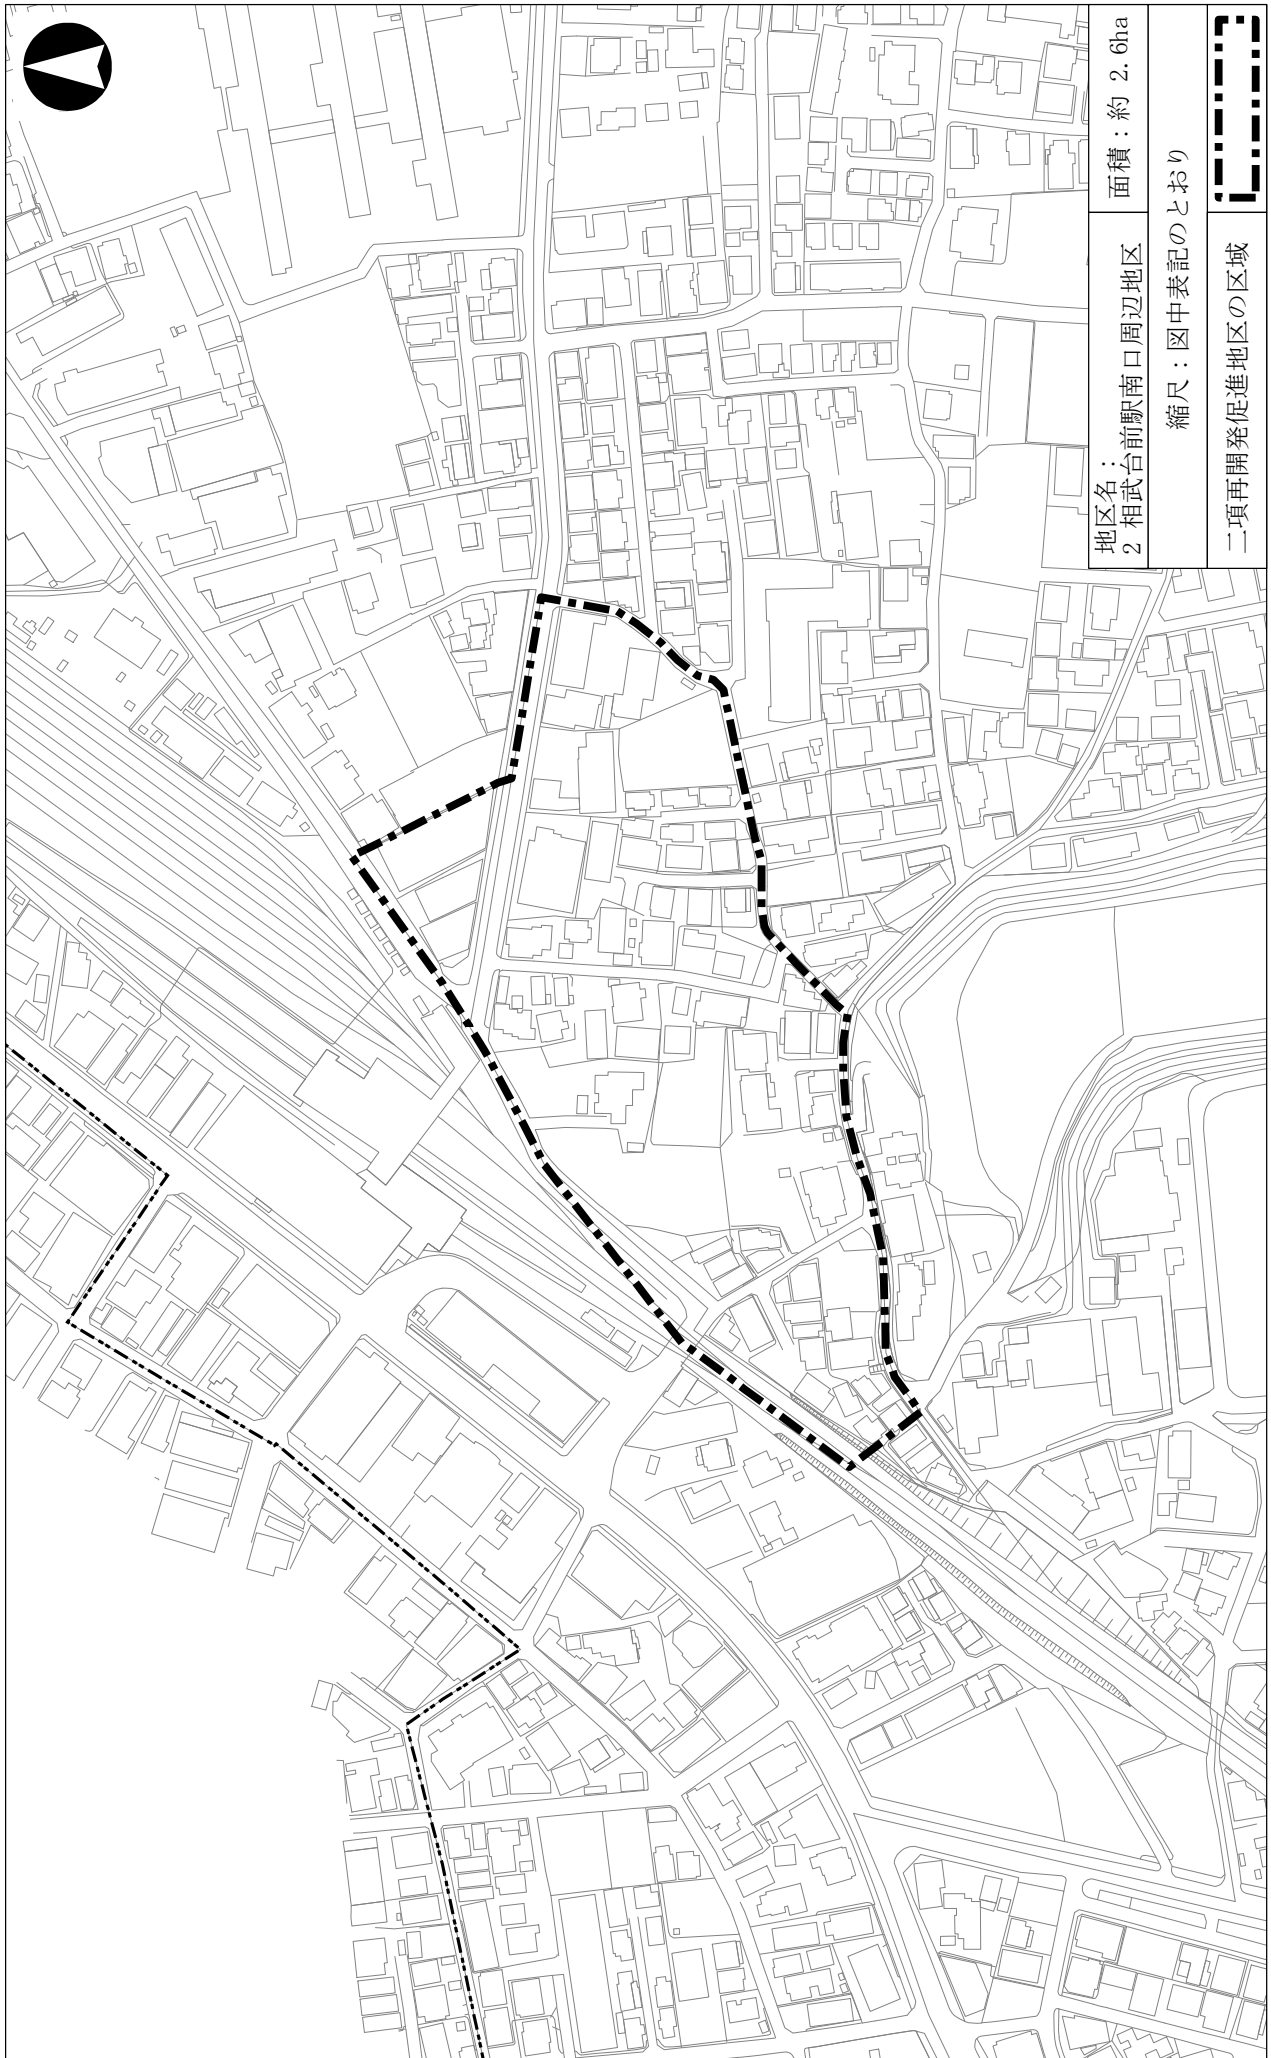 地区名：
2 相武台前駅南口周辺地区
面積：約 2.6ha
縮尺：図中表記のとおり
二項再開発促進地区の区域